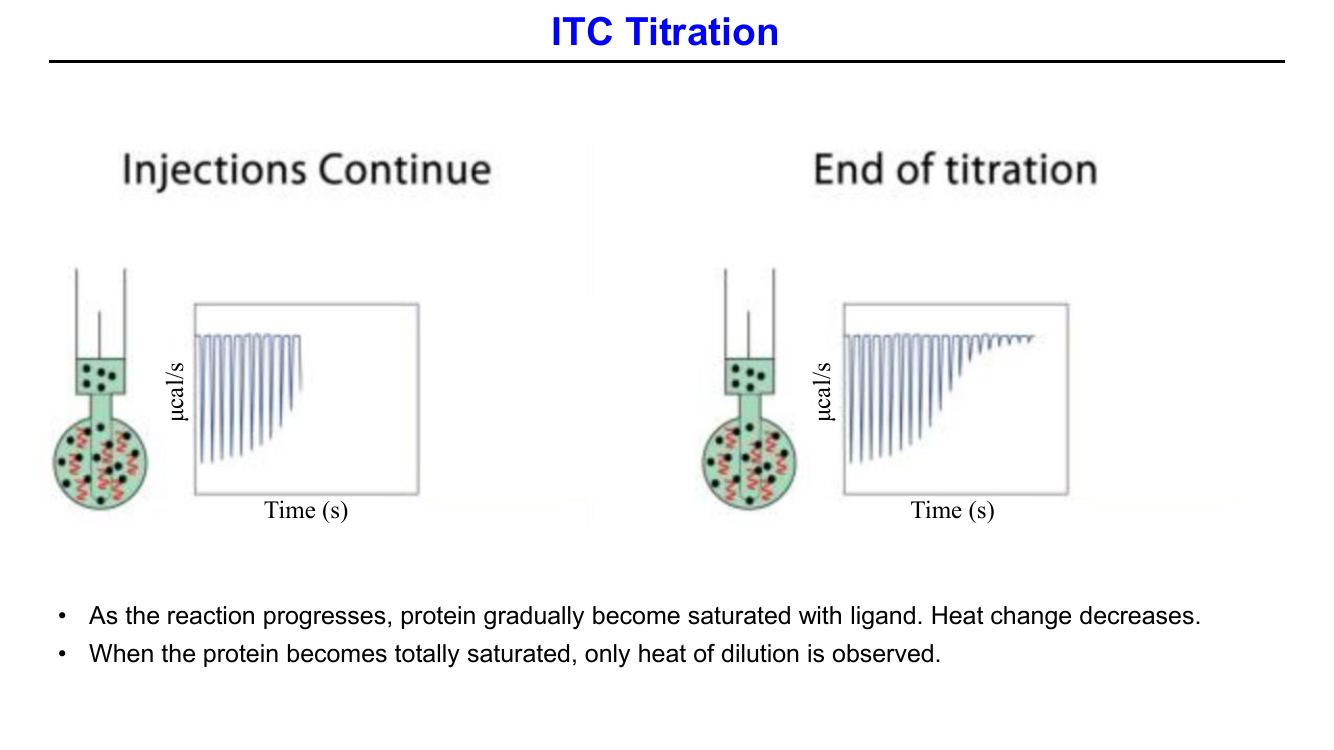 ITC Titration
Injections Continue
End of titration
μcal/s
Time (s)
μcal/s
Time (s)
• As the reaction progresses, protein gradually become saturated with ligand. Heat change decreases.
• When the protein becomes totally saturated, only heat of dilution is observed.